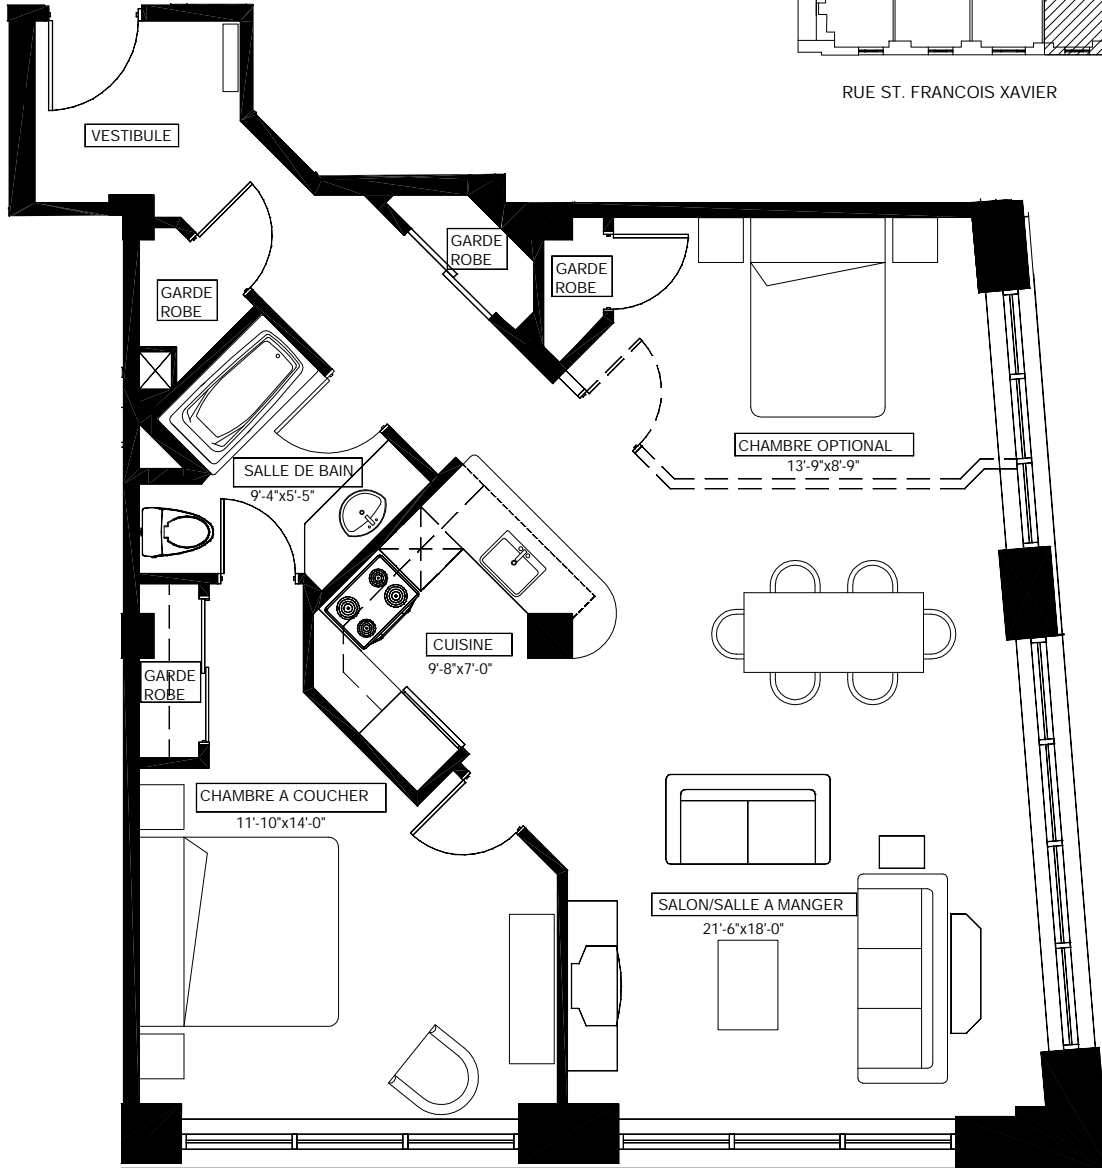 RUE ST. FRANCOIS XAVIER
VESTIBULE
GARDE
ROBE
GARDE
ROBE
GARDE
ROBE
CHAMBRE OPTIONAL
13'-9"x8'-9"
SALLE DE BAIN
9'-4"x5'-5"
CUISINE
9'-8"x7'-0"
GARDE
ROBE
CHAMBRE A COUCHER
11'-10"x14'-0"
SALON/SALLE A MANGER
21'-6"x18'-0"